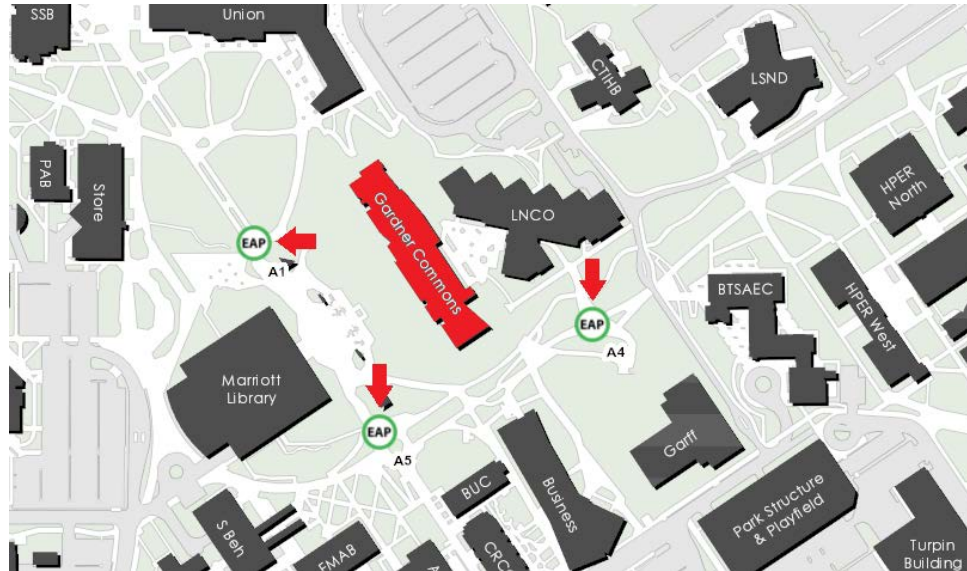 SSB
Union
CTIHB
LSND
PAB
Store
Gardner Commons
LNCO
HPER
North
EAP
A1
EAP
A4
BTSAEC
HPER West
Marriott
Library
EAP
A5
Garff
BUC
Business
S Beh
CRC
Park Structure
& Playfield
Turpin
Building